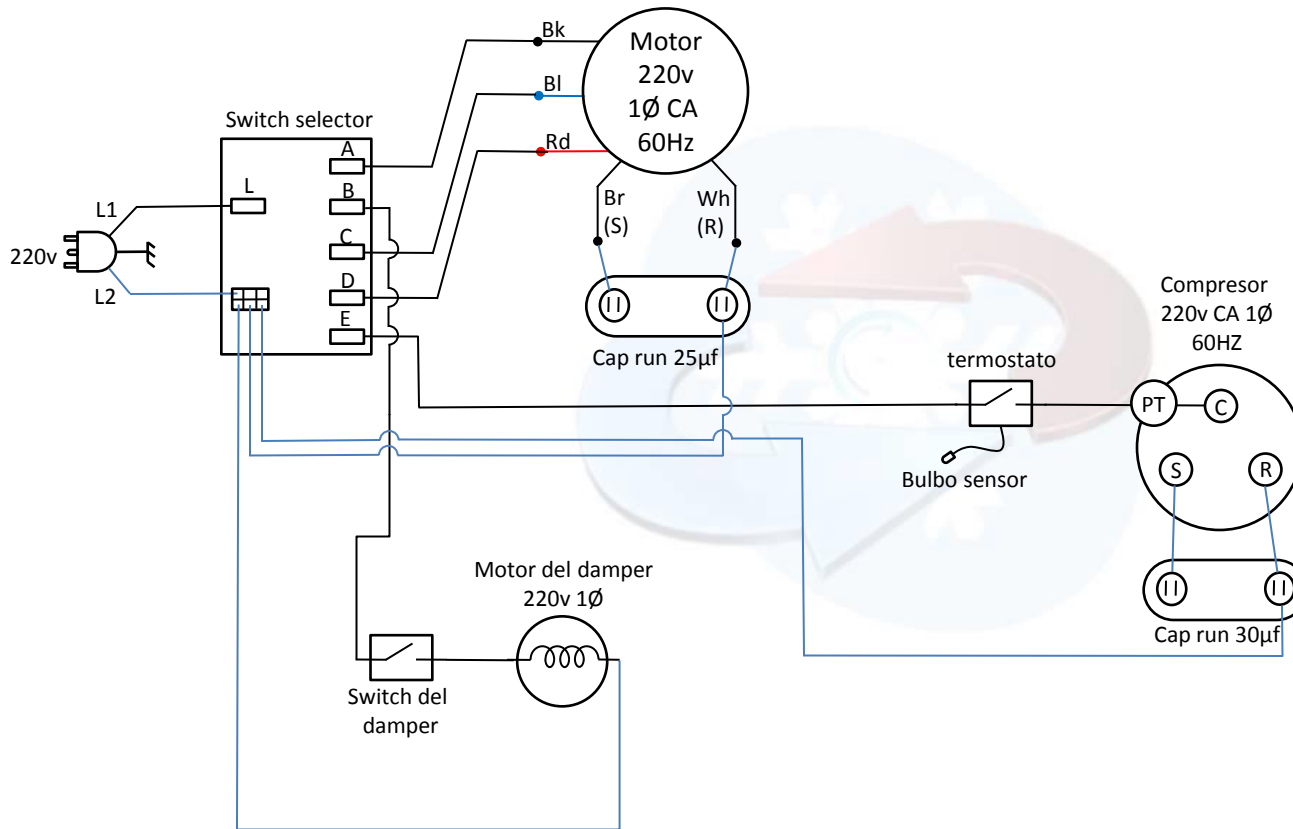 Bk
Motor
220v
1Ø CA
60Hz
Bl
Rd
Switch selector
A
B
C
D
E
L
L1
220v
L2
Br
(S)
Wh
(R)
Cap run 25µf
termostato
Bulbo sensor
Compresor
220v CA 1Ø
60HZ
PT
C
S
R
Cap run 30µf
Motor del damper
220v 1Ø
Switch del
damper